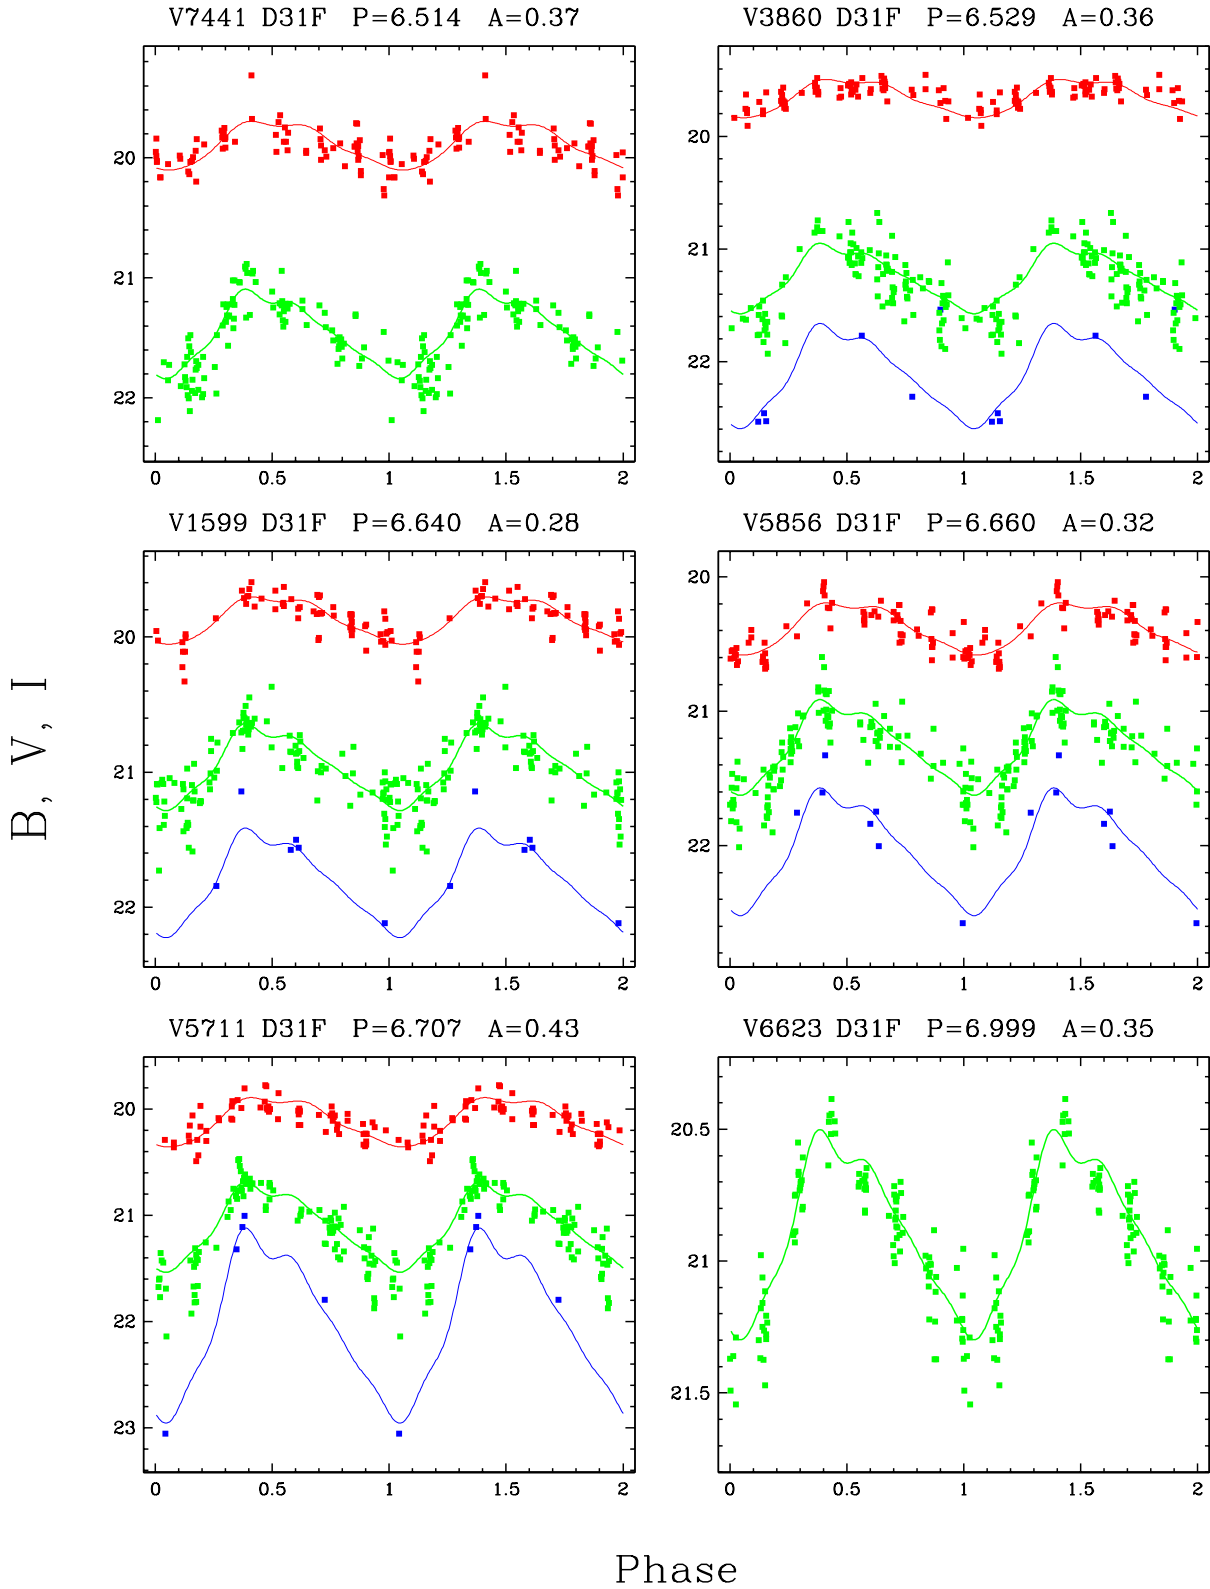 V7441 D31F P=6.514 A=0.37
V3860 D31F P=6.529 A=0.36
20
21
22
0 0.5 1 1.5 2
20
21
22
0 0.5 1 1.5 2
V1599 D31F P=6.640 A=0.28
V5856 D31F P=6.660 A=0.32
20
21
22
0 0.5 1 1.5 2
20
21
22
0 0.5 1 1.5 2
B, V, I
V5711 D31F P=6.707 A=0.43
V6623 D31F P=6.999 A=0.35
20
21
22
23
0 0.5 1 1.5 2
20.5
21
21.5
0 0.5 1 1.5 2
Phase